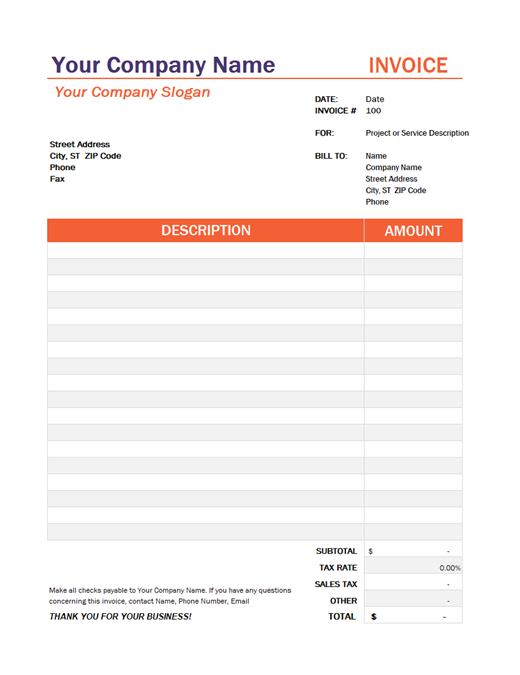 Your Company Name INVOICE
Your Company Slogan
DATE: Date
INVOICE # 100
FOR: Project or Service Description
Street Address
City, ST  ZIP Code
Phone
Fax
BILL TO: Name
Company Name
Street Address
City, ST  ZIP Code
Phone
DESCRIPTION AMOUNT
SUBTOTAL $ -
TAX RATE 0.00%
SALES TAX -
OTHER -
TOTAL $ -
Make all checks payable to Your Company Name. If you have any questions
concerning this invoice, contact Name, Phone Number, Email
THANK YOU FOR YOUR BUSINESS!